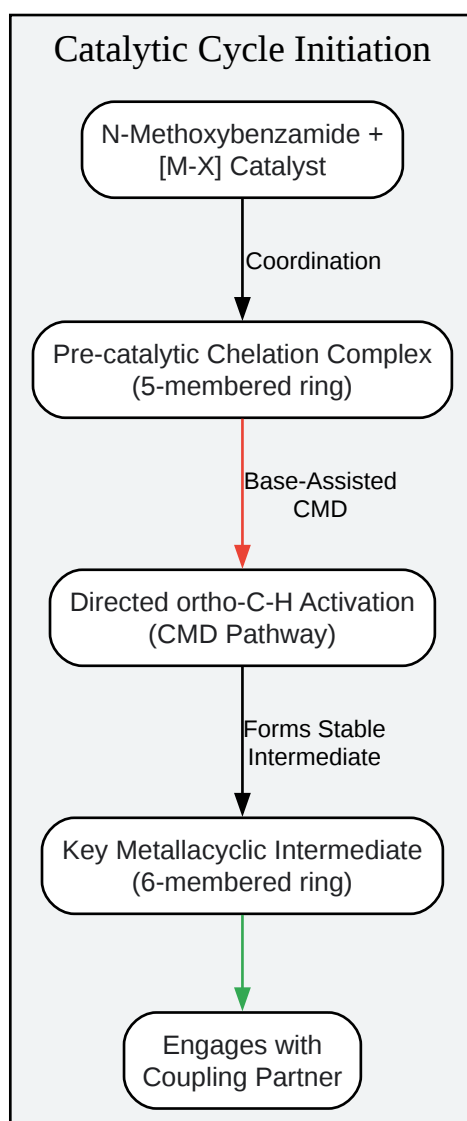 Catalytic Cycle Initiation
N-Methoxybenzamide +
[M-X] Catalyst
Coordination
Pre-catalytic Chelation Complex
(5-membered ring)
Base-Assisted
CMD
Directed ortho-C-H Activation
(CMD Pathway)
Forms Stable
Intermediate
Key Metallacyclic Intermediate
(6-membered ring)
Engages with
Coupling Partner